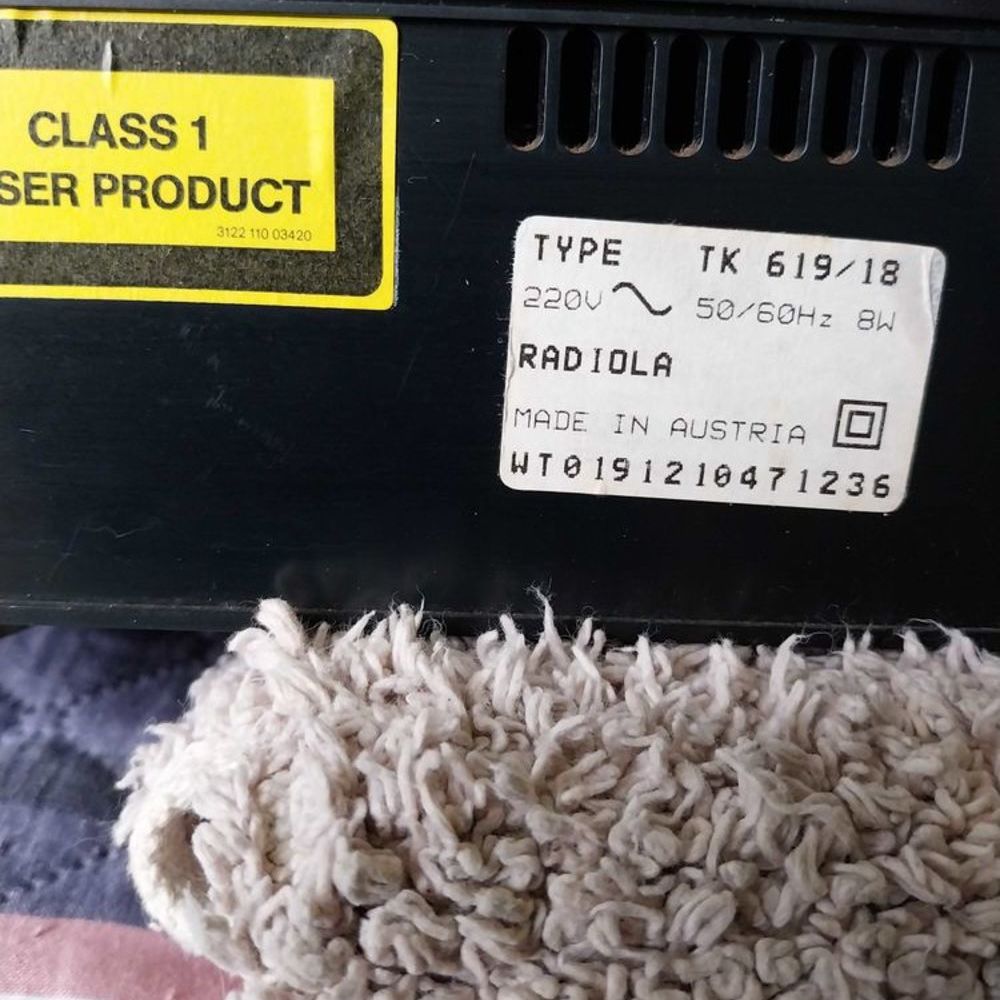 CLASS 1
SER PRODUCT
3122 110 03420
TYPE TK 619/18
220V ~ 50/60Hz 8W
RADIOLA
MADE IN AUSTRIA
WT0191210471236